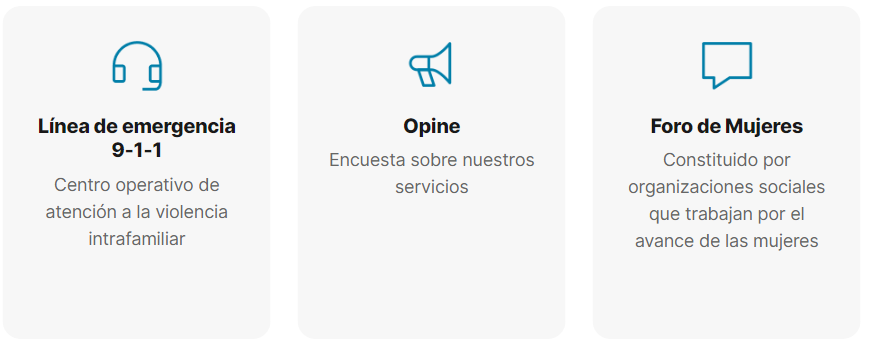 Línea de emergencia
9-1-1
Centro operativo de
atención a la violencia
intrafamiliar
Opine
Encuesta sobre nuestros
servicios
Foro de Mujeres
Constituido por
organizaciones sociales
que trabajan por el
avance de las mujeres